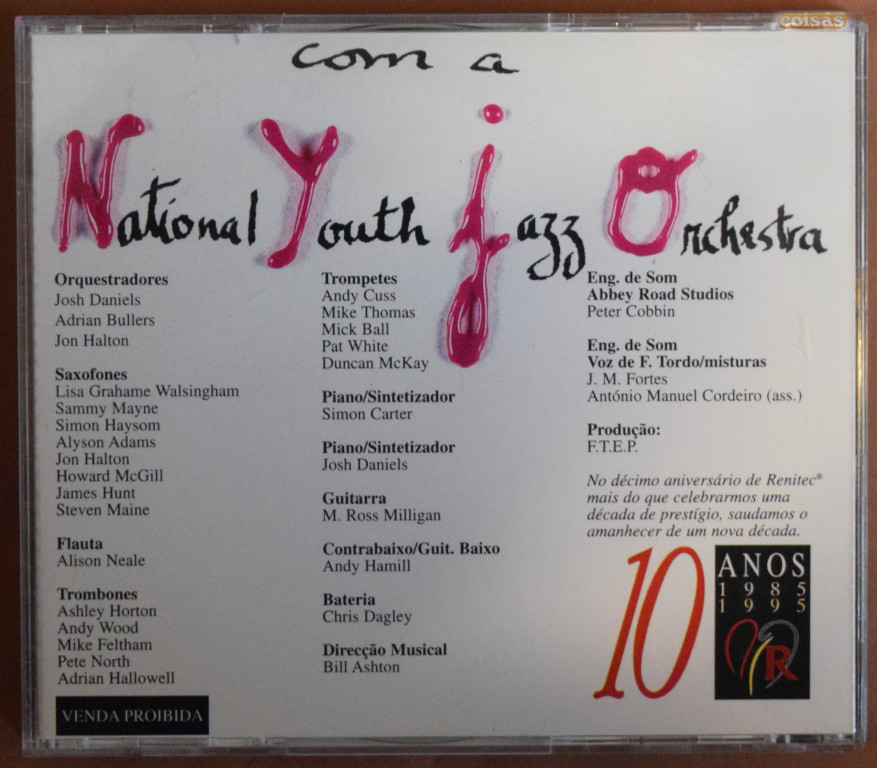 coisas
com a
National Youth Jazz Orchestra
Orquestradores
Josh Daniels
Adrian Bullers
Jon Halton
Saxofones
Lisa Grahame Walsingham
Sammy Mayne
Simon Haysom
Alyson Adams
Jon Halton
Howard McGill
James Hunt
Steven Maine
Flauta
Alison Neale
Trombones
Ashley Horton
Andy Wood
Mike Feltham
Pete North
Adrian Hallowell
VENDA PROIBIDA
Trompetes
Andy Cuss
Mike Thomas
Mick Ball
Pat White
Duncan McKay
Piano/Sintetizador
Simon Carter
Piano/Sintetizador
Josh Daniels
Guitarra
M. Ross Milligan
Contrabaixo/Guit. Baixo
Andy Hamill
Bateria
Chris Dagley
Direcção Musical
Bill Ashton
Eng. de Som
Abbey Road Studios
Peter Cobbin
Eng. de Som
Voz de F. Tordo/misturas
J. M. Fortes
António Manuel Cordeiro (ass.)
Produção:
F.T.E.P.
No décimo aniversário de Renitec®
mais do que celebrarmos uma
década de prestígio, saudamos o
amanhecer de um nova década.
10 ANOS
1985
1995
R